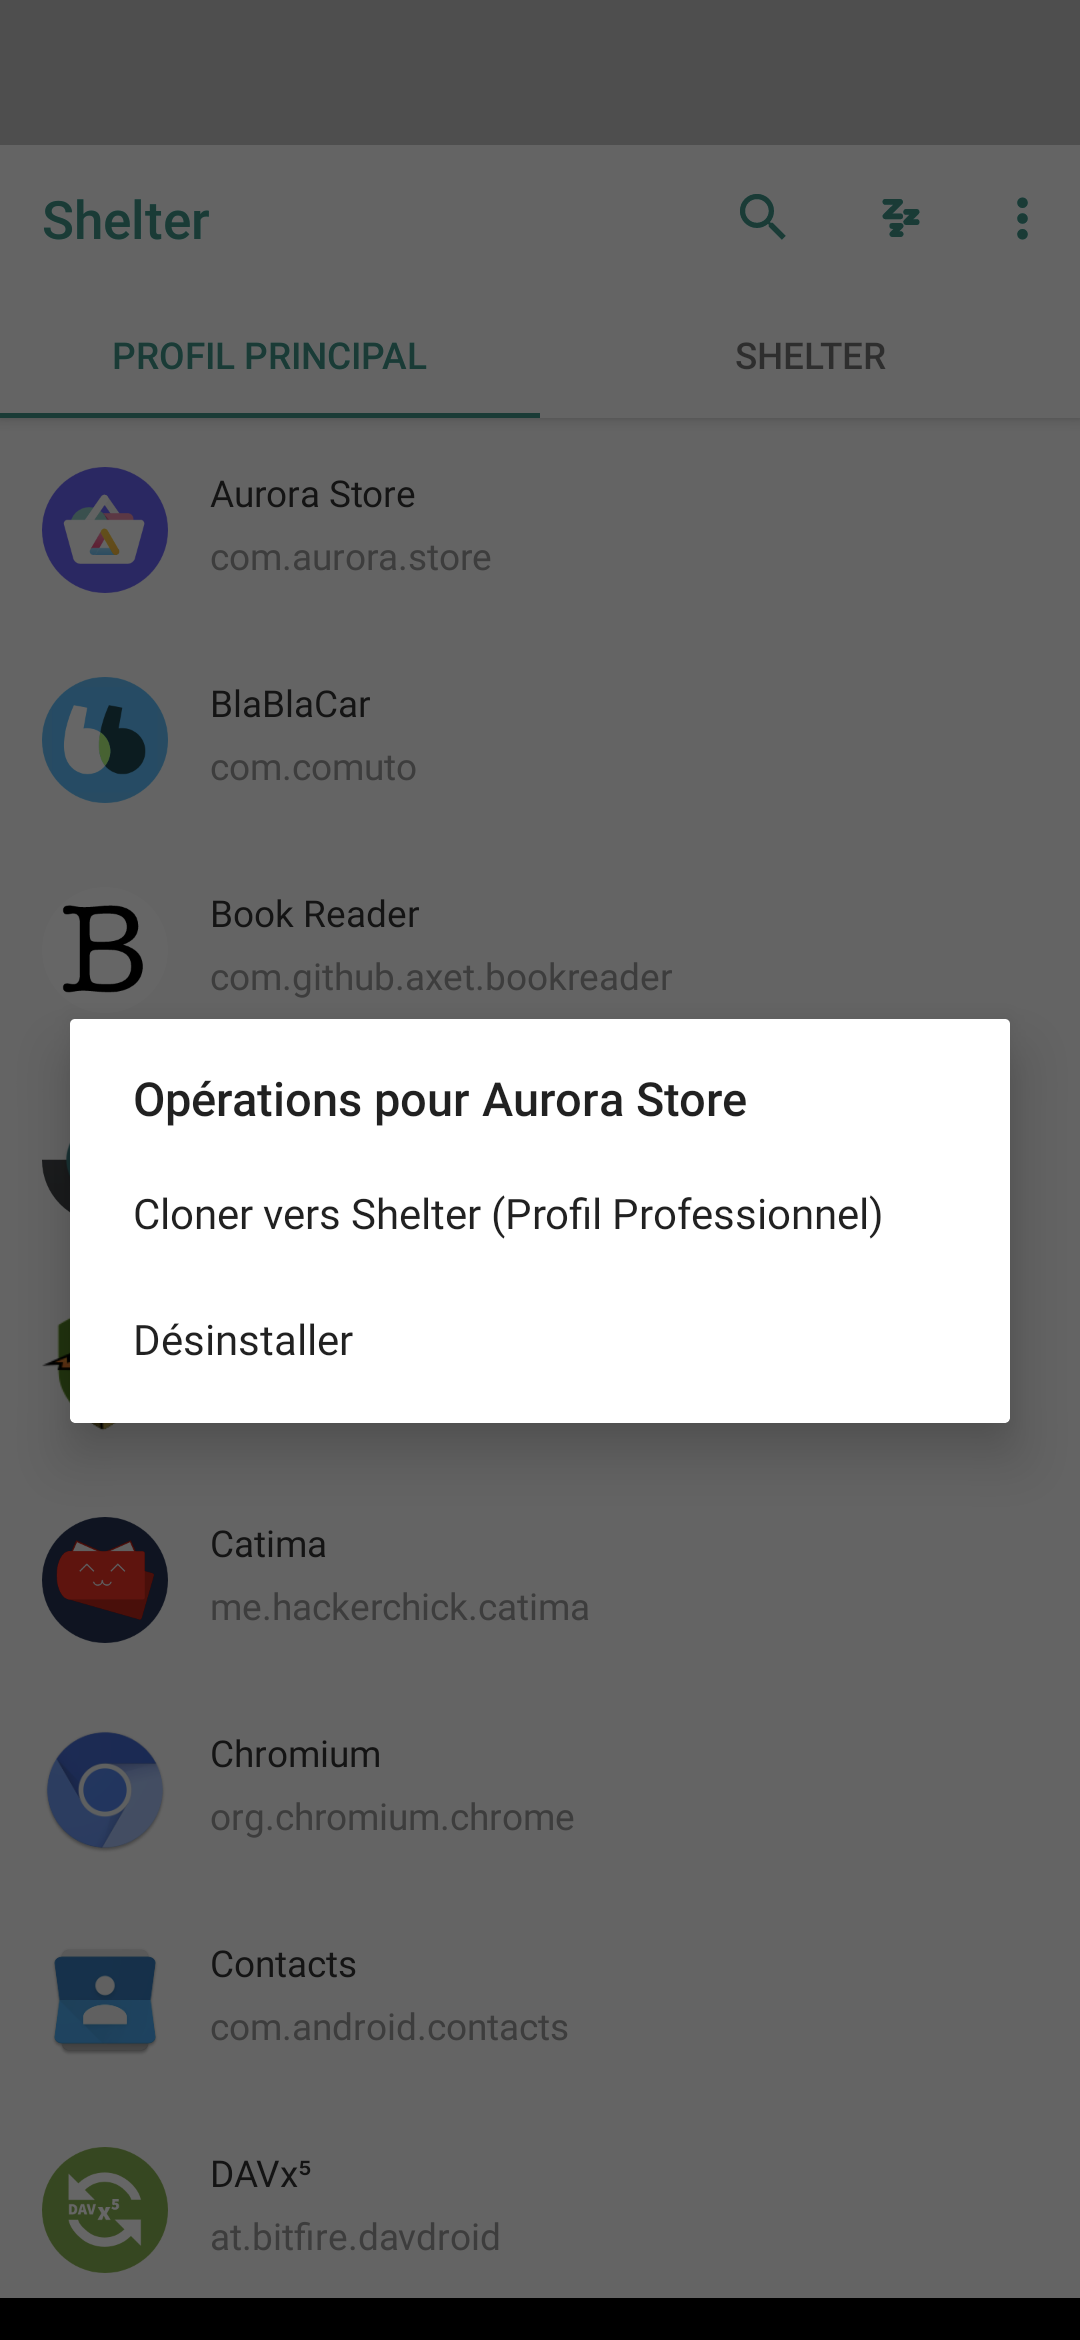 Shelter
PROFIL PRINCIPAL
SHELTER
Aurora Store
com.aurora.store
BlaBlaCar
com.comuto
B
Book Reader
com.github.axet.bookreader
Opérations pour Aurora Store
Cloner vers Shelter (Profil Professionnel)
Désinstaller
Catima
me.hackerchick.catima
Chromium
org.chromium.chrome
Contacts
com.android.contacts
DAVx⁵
DAVx⁵
at.bitfire.davdroid